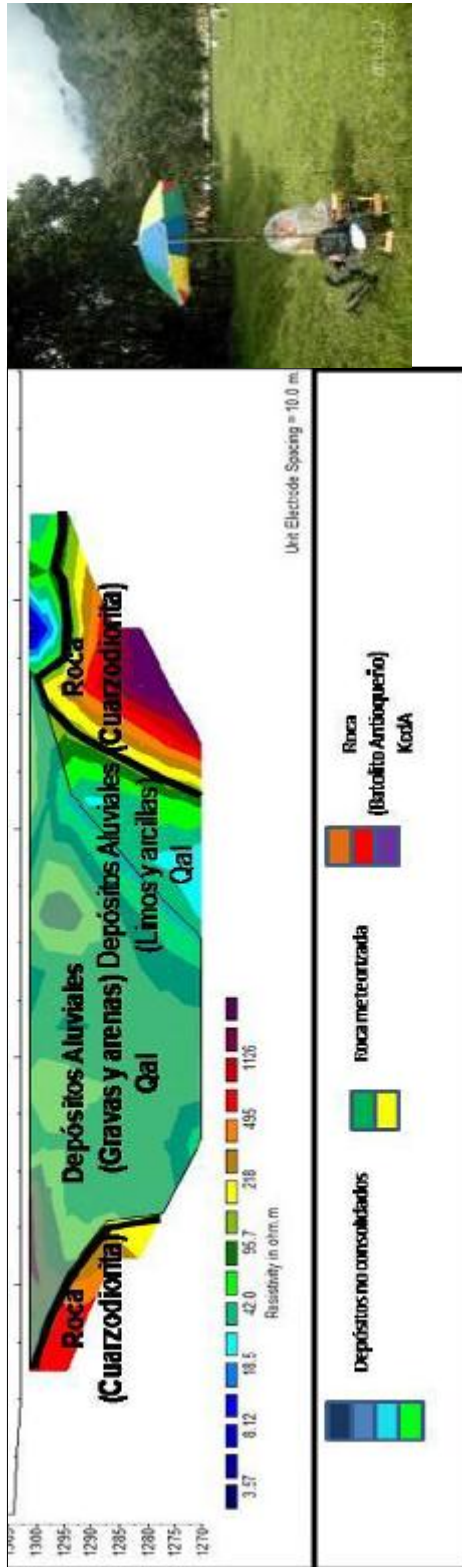 1300
1295
1290
1285
1280
1275
1270
Roca
(Cuarzodiorita)
Depósitos Aluviales
(Gravas y arenas)
Qal
Depósitos Aluviales
(Limos y arcillas)
Qal
Roca
(Cuarzodiorita)
3.57 8.12 18.5 42.0 95.7 218 495 1126
Resistivity in ohm.m
Unit Electrode Spacing = 10.0 m.
Depósitos no consolidados
Roca meteorizada
Roca
(Batolito Antioqueño)
KcdA